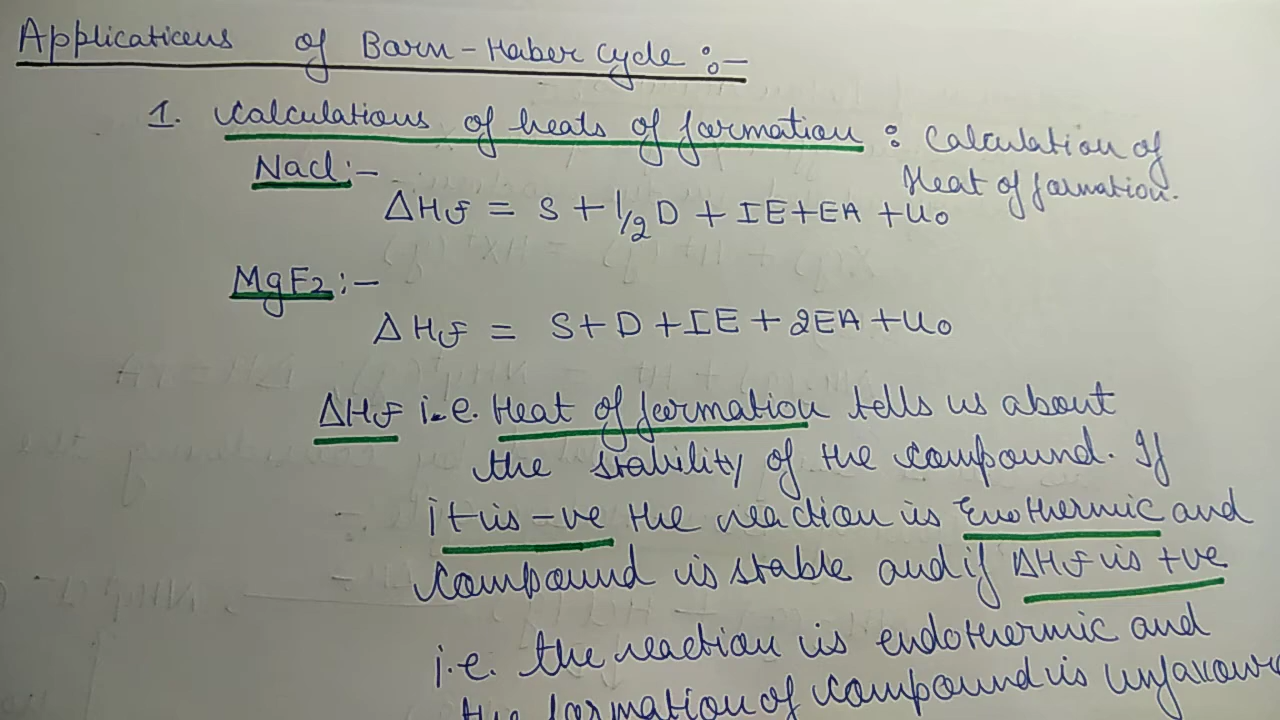 Applications of Born-Haber cycle :-
1. Calculations of heats of formation : Calculation of
Heat of formation.
NaCl :-
ΔHf = S + 1/2 D + IE + EA + U0
MgF2 :-
ΔHf = S + D + IE + 2EA + U0
ΔHf i.e. Heat of formation tells us about
the stability of the compound. If
it is -ve the reaction is Exothermic and
compound is stable and if ΔHf is +ve
i.e. the reaction is endothermic and
the formation of compound is unfavour